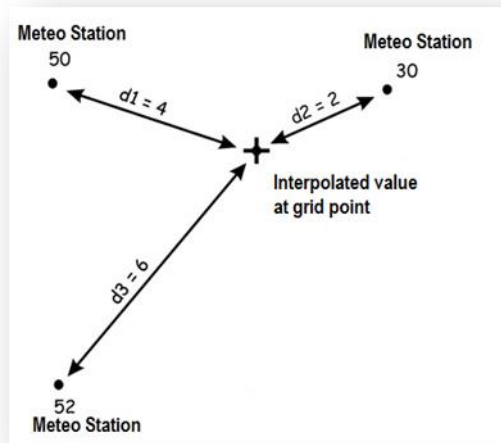 Meteo Station
50
Meteo Station
30
d1 = 4
d2 = 2
Interpolated value
at grid point
d3 = 6
52
Meteo Station